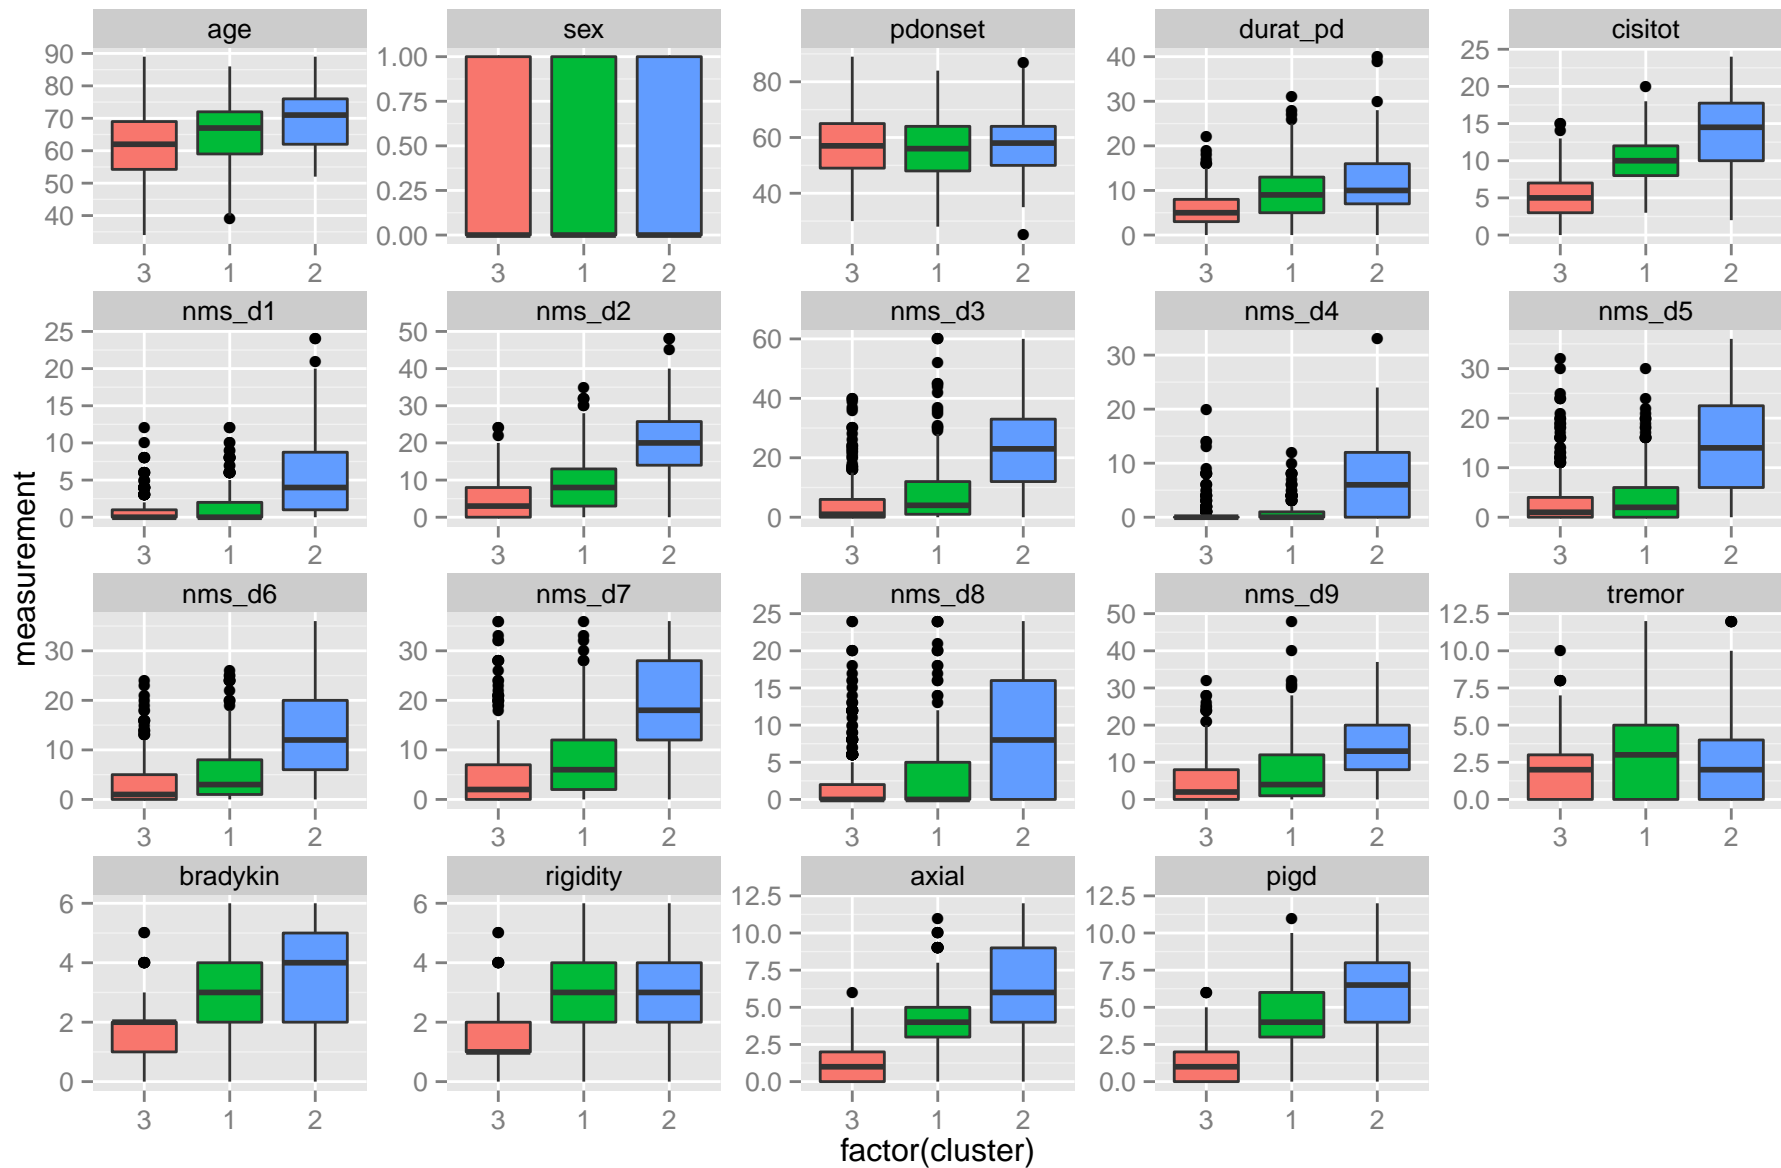 age sex pdonset durat_pd cisitot
90 80 70 60 50 40
1.00 0.75 0.50 0.25 0.00
80 60 40
40 30 20 10 0
25 20 15 10 5 0
3 1 2 3 1 2 3 1 2 3 1 2 3 1 2
nms_d1 nms_d2 nms_d3 nms_d4 nms_d5
25 20 15 10 5 0
50 40 30 20 10 0
60 40 20 0
30 20 10 0
30 20 10 0
3 1 2 3 1 2 3 1 2 3 1 2 3 1 2
measurement
nms_d6 nms_d7 nms_d8 nms_d9 tremor
30 20 10 0
30 20 10 0
25 20 15 10 5 0
50 40 30 20 10 0
12.5 10.0 7.5 5.0 2.5 0.0
3 1 2 3 1 2 3 1 2 3 1 2 3 1 2
bradykin rigidity axial pigd
6 4 2 0
6 4 2 0
12.5 10.0 7.5 5.0 2.5 0.0
12.5 10.0 7.5 5.0 2.5 0.0
3 1 2 3 1 2 3 1 2 3 1 2
factor(cluster)